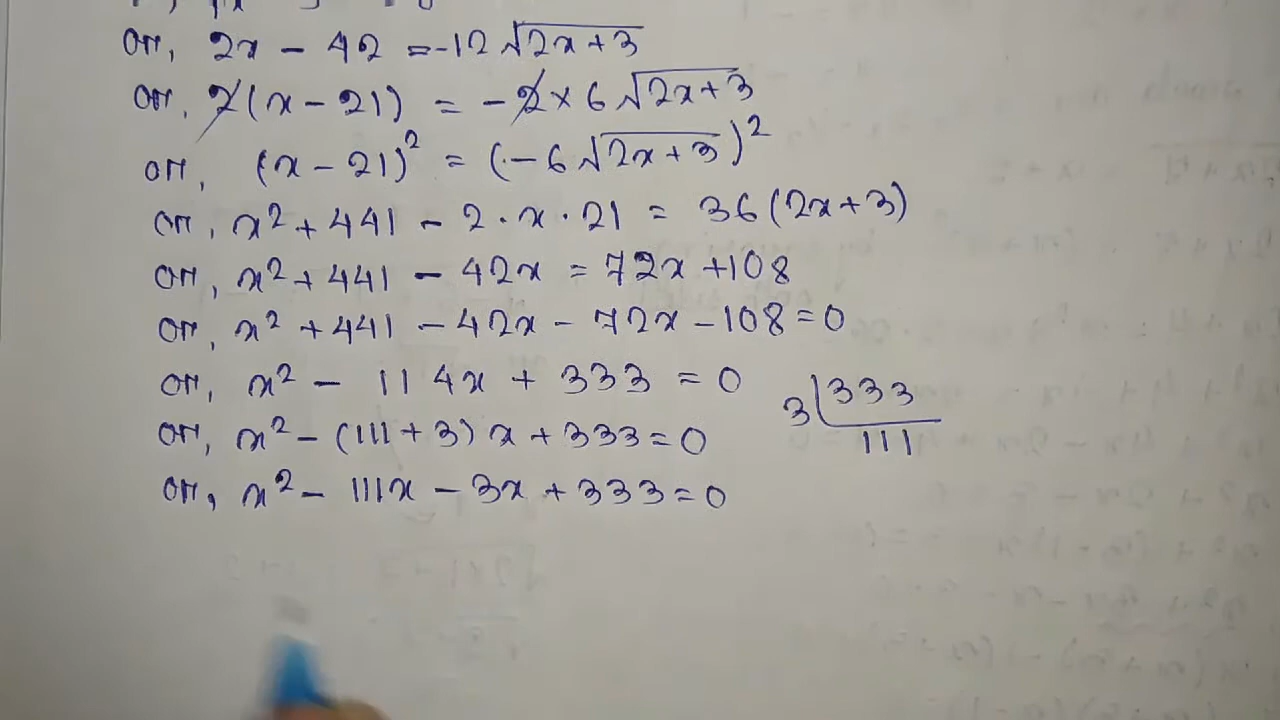 or, 2x - 42 = -12√2x+3
or, 2(x - 21) = -2 × 6√2x+3
or, (x - 21)² = (-6√2x+3)²
or, x² + 441 - 2 · x · 21 = 36(2x+3)
or, x² + 441 - 42x = 72x + 108
or, x² + 441 - 42x - 72x - 108 = 0
or, x² - 114x + 333 = 0
3 333
111
or, x² - (111 + 3) x + 333 = 0
or, x² - 111x - 3x + 333 = 0